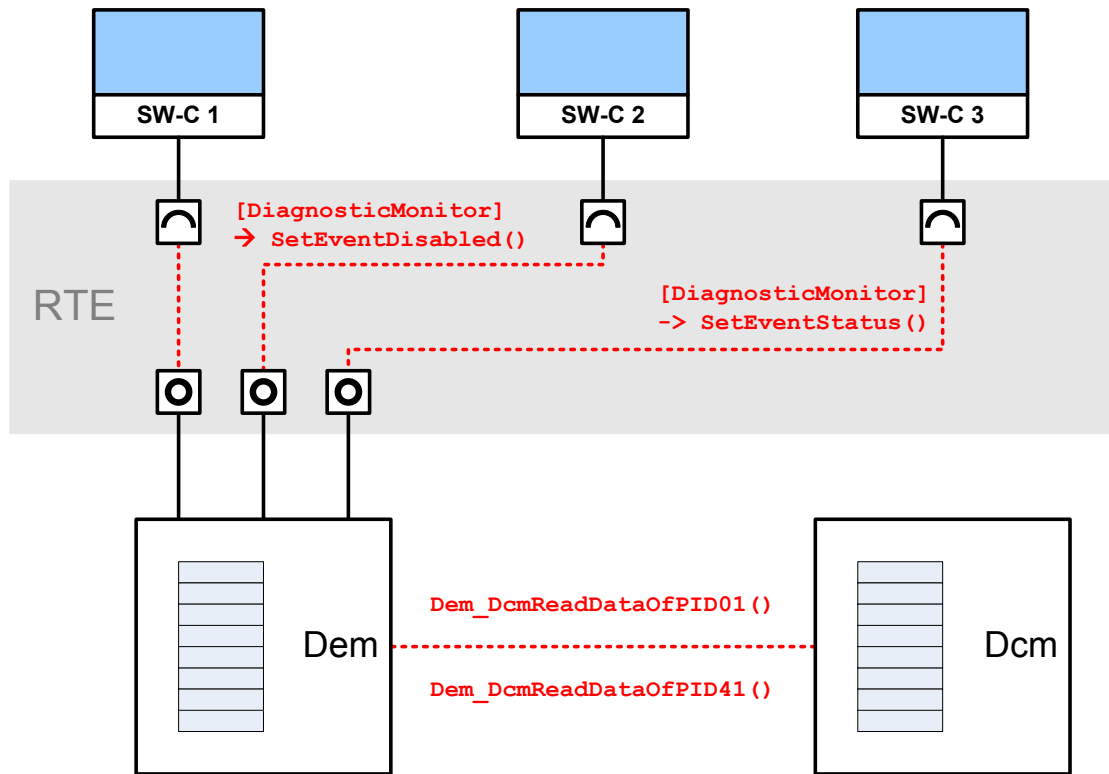 SW-C 1
SW-C 2
SW-C 3
[DiagnosticMonitor]
→ SetEventDisabled()
RTE
[DiagnosticMonitor]
-> SetEventStatus()
Dem
Dem_DcmReadDataOfPID01()
Dem_DcmReadDataOfPID41()
Dcm